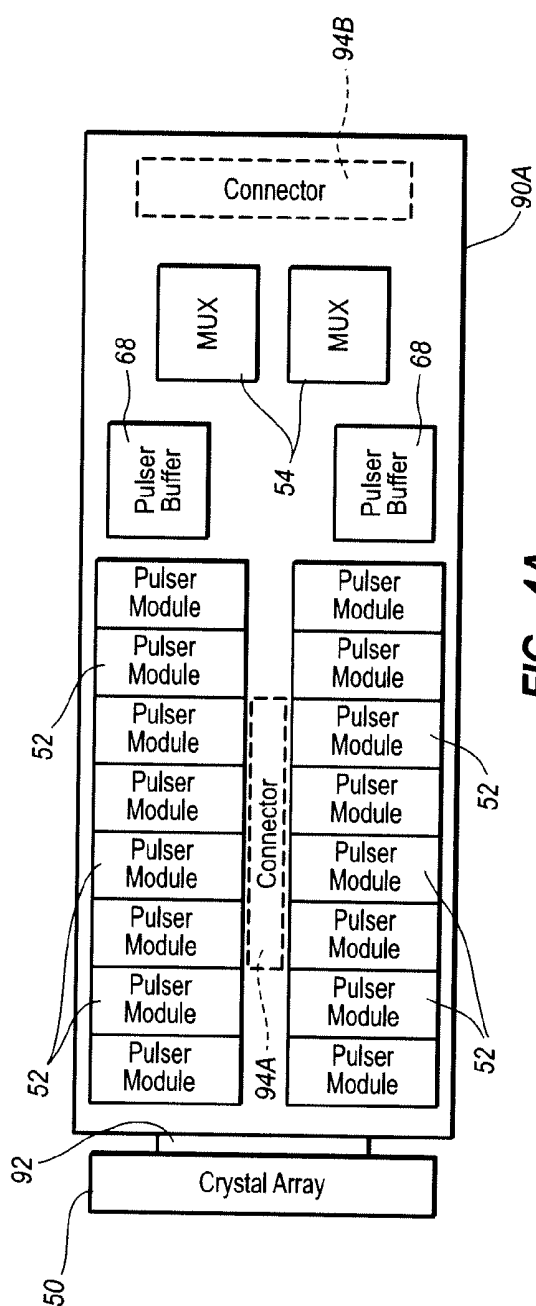 94B
Connector
90A
MUX
MUX
68
68
54
Pulser
Buffer
Pulser
Buffer
FIG. 4A
Pulser
Module
Pulser
Module
Pulser
Module
Pulser
Module
52
Pulser
Module
Pulser
Module
52
Pulser
Module
Pulser
Module
Connector
Pulser
Module
Pulser
Module
52
Pulser
Module
Pulser
Module
94A
Pulser
Module
Pulser
Module
52
Pulser
Module
Pulser
Module
92
Crystal Array
50